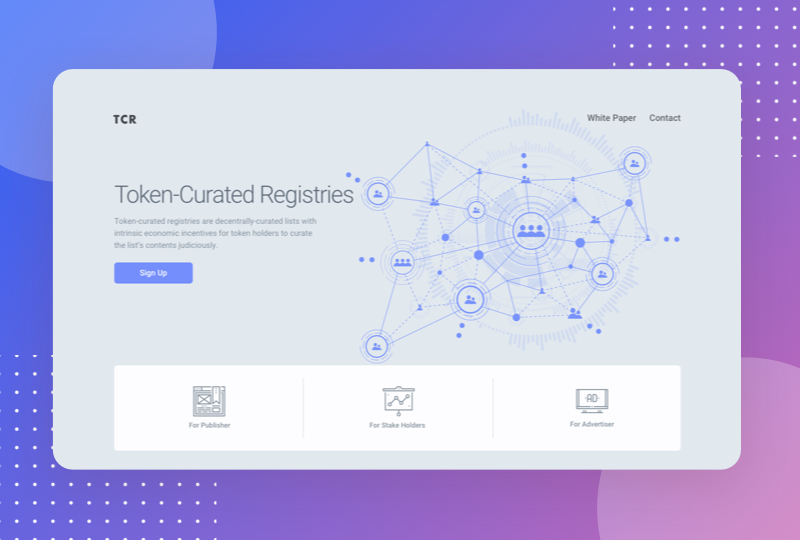 TCR
White Paper Contact
Token-Curated Registries
Token-curated registries are decentrally-curated lists with
intrinsic economic incentives for token holders to curate
the list's contents judiciously.
Sign Up
For Publisher
AD
For Stake Holders
For Advertiser